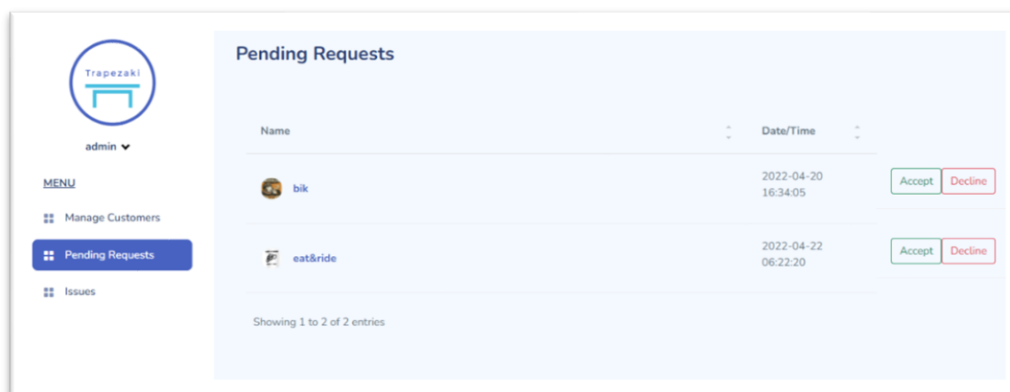 Trapezaki
admin
MENU
Manage Customers
Pending Requests
Issues
Pending Requests
Name
Date/Time
bik
2022-04-20
16:34:05
Accept
Decline
eat&ride
2022-04-22
06:22:20
Accept
Decline
Showing 1 to 2 of 2 entries